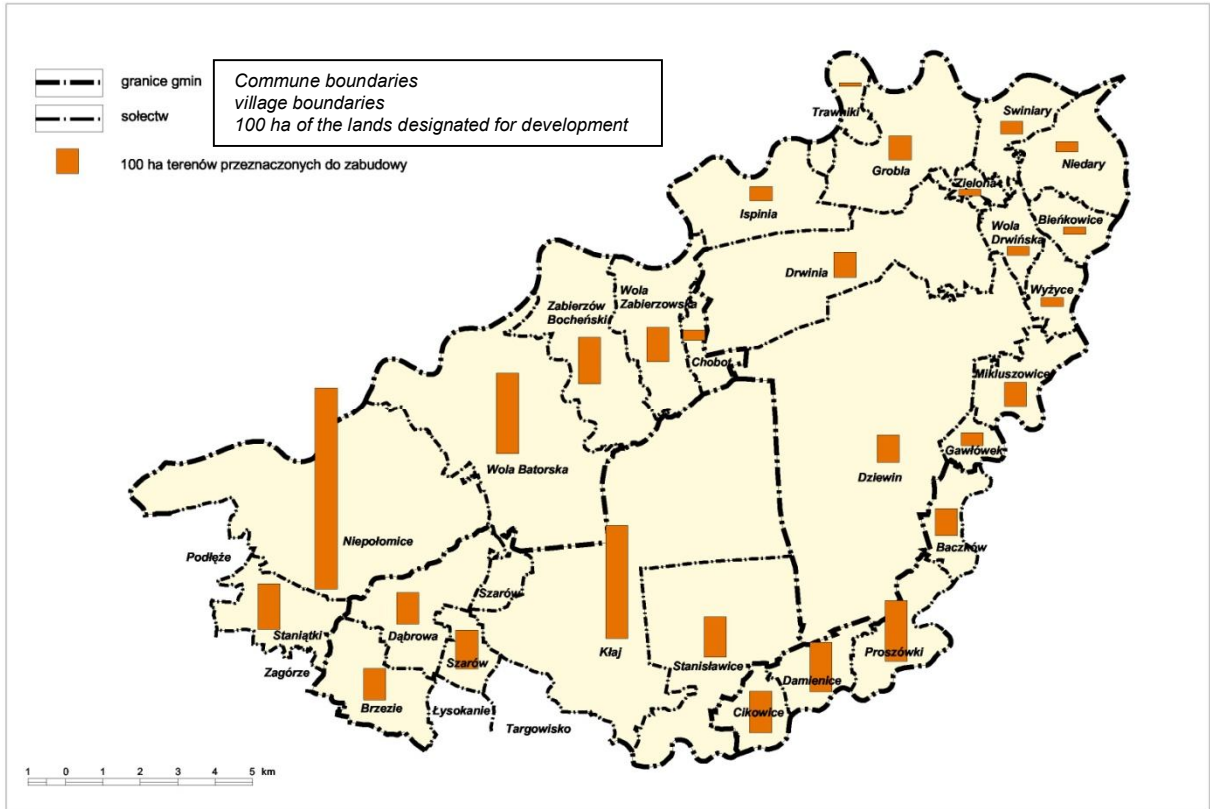 granice gmin
sołectw
100 ha terenów przeznaczonych do zabudowy
Commune boundaries
village boundaries
100 ha of the lands designated for development
Trawniki
Swiniary
Grobla
Niedary
Zielona
Ispinia
Bieńkowice
Wola
Drwińska
Drwinia
Wola
Zabierzowska
Zabierzów
Bocheński
Wyżyce
Chobot
Mikluszowice
Gawłówek
Wola Batorska
Dziewin
Niepołomice
Baczków
Podłęże
Szarów
Staniątki
Dąbrowa
Kłaj
Proszówki
Szarów
Stanisławice
Zagórze
Damienice
Brzezie
Łysokanie
Cikowice
Targowisko
1 0 1 2 3 4 5 km